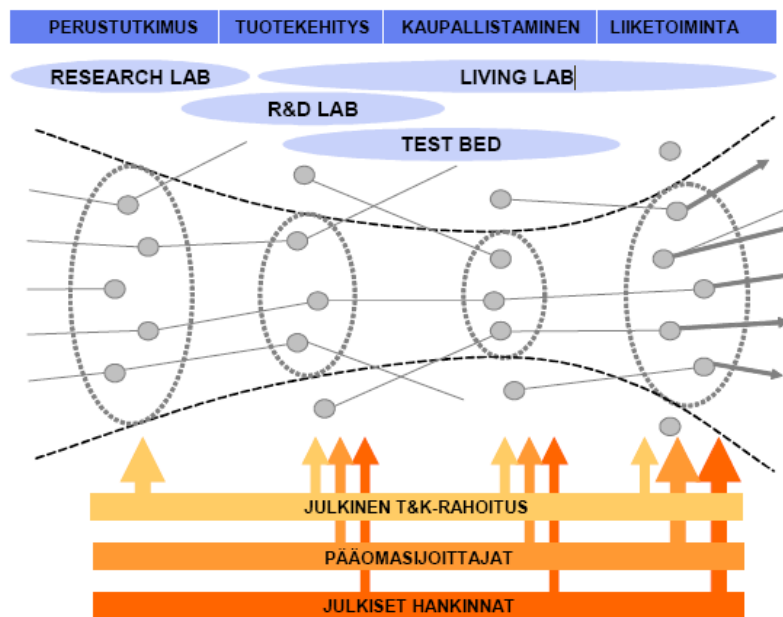 PERUSTUTKIMUS TUOTEKEHITYS KAUPALLISTAMINEN LIIKETOIMINTA
RESEARCH LAB LIVING LAB
R&D LAB
TEST BED
JULKINEN T&K-RAHOITUS
PÄÄOMASIJOITTAJAT
JULKISET HANKINNAT